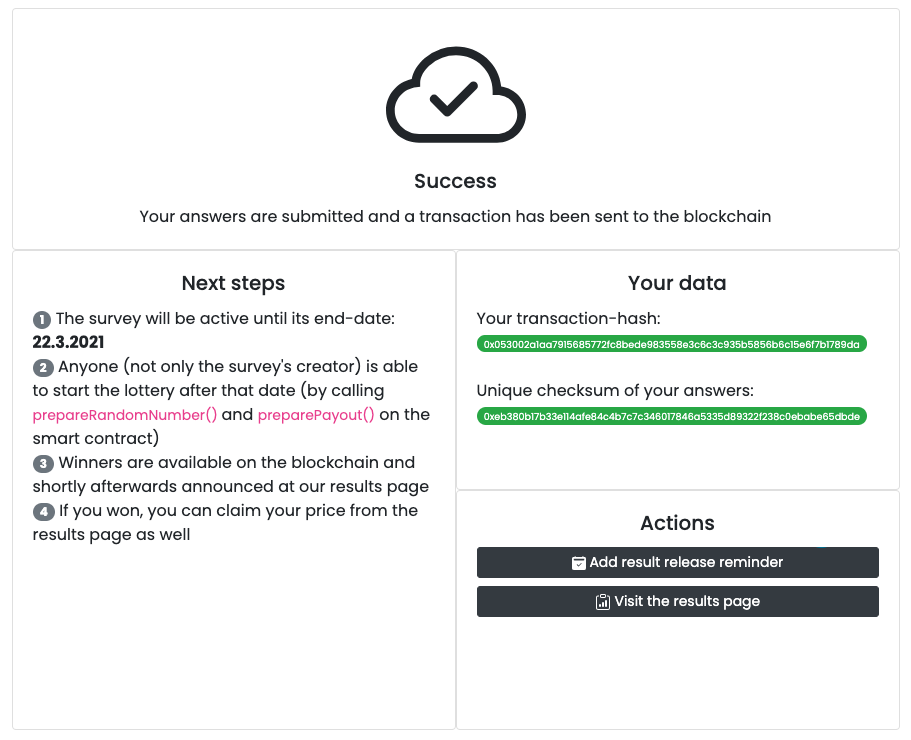 Success
Your answers are submitted and a transaction has been sent to the blockchain
Next steps
1 The survey will be active until its end-date:
22.3.2021
2 Anyone (not only the survey's creator) is able
to start the lottery after that date (by calling
prepareRandomNumber() and preparePayout() on the
smart contract)
3 Winners are available on the blockchain and
shortly afterwards announced at our results page
4 If you won, you can claim your price from the
results page as well
Your data
Your transaction-hash:
0x053002a1aa7915685772fc8bede983558e3c6c3c935b5856b6c15e6f7b1789da
Unique checksum of your answers:
0xeb380b17b33e114afe84c4b7c7c346017846a5335d89322f238c0ebabe65dbde
Actions
Add result release reminder
Visit the results page